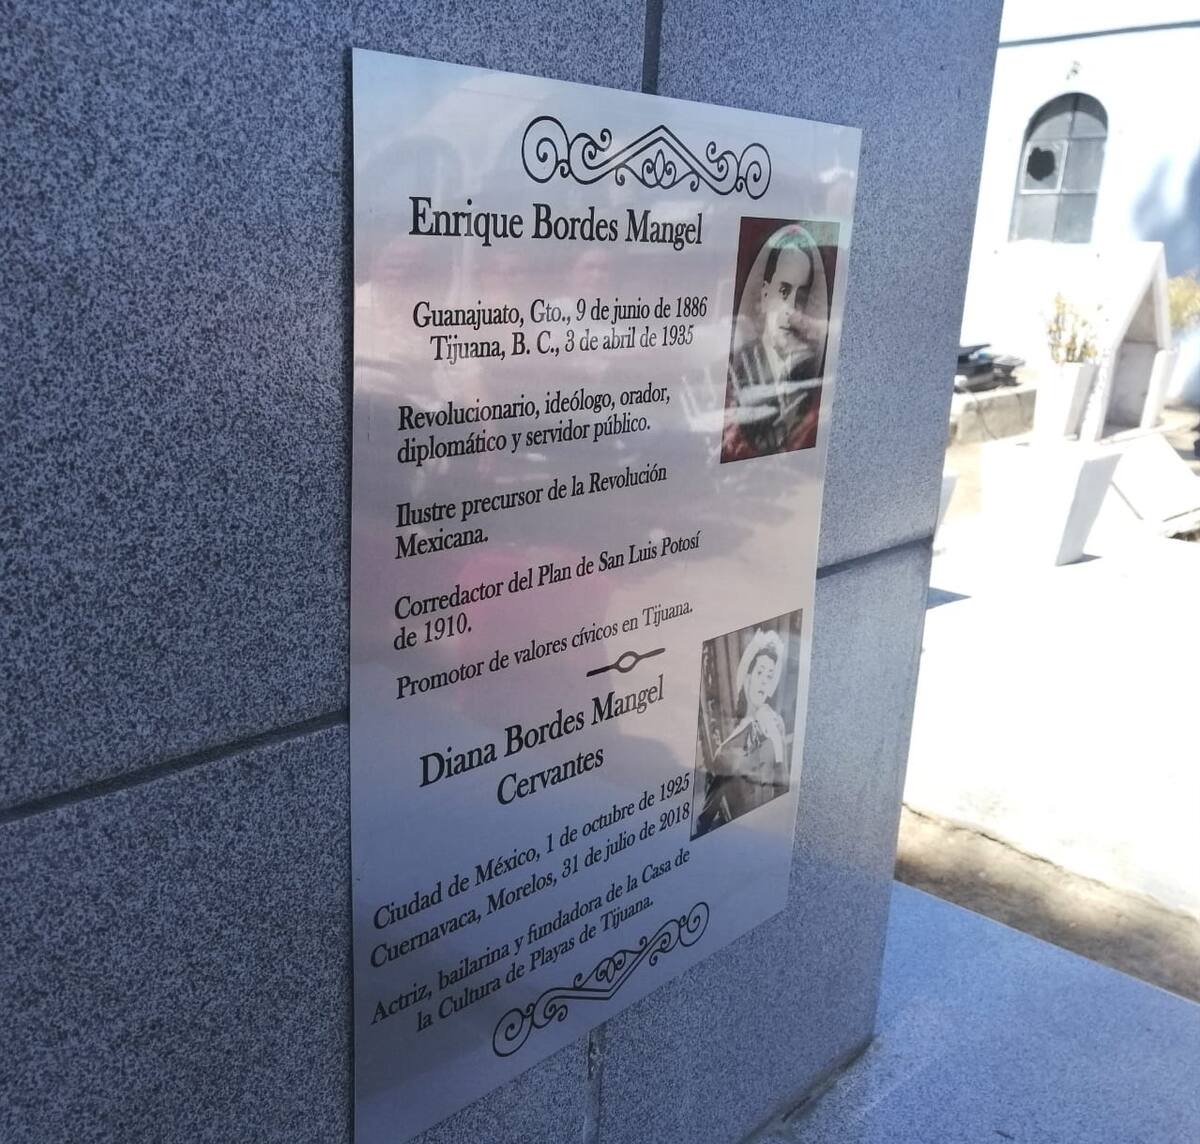 Enrique Bordes Mangel
Guanajuato, Gto., 9 de junio de 1886
Tijuana, B. C., 3 de abril de 1935
Revolucionario, ideólogo, orador,
diplomático y servidor público.
Ilustre precursor de la Revolución
Mexicana.
Corredactor del Plan de San Luis Potosí
de 1910.
Promotor de valores cívicos en Tijuana.
Diana Bordes Mangel
Cervantes
Ciudad de México, 1 de octubre de 1925
Cuernavaca, Morelos, 31 de julio de 2018
Actriz, bailarina y fundadora de la Casa de
la Cultura de Playas de Tijuana.